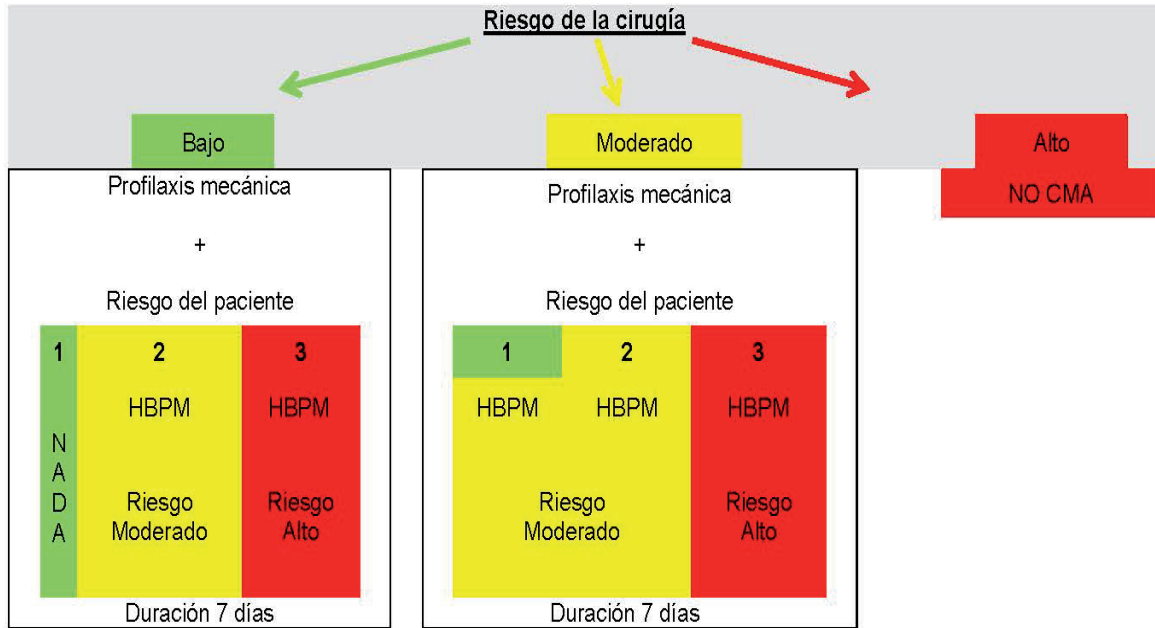 Riesgo de la cirugía
Bajo
Moderado
Alto
NO CMA
Profilaxis mecánica
+
Riesgo del paciente
1
2
3
HBPM
HBPM
N
A
D
A
Riesgo
Moderado
Riesgo
Alto
Duración 7 días
Profilaxis mecánica
+
Riesgo del paciente
1
2
3
HBPM
HBPM
HBPM
Riesgo
Moderado
Riesgo
Alto
Duración 7 días